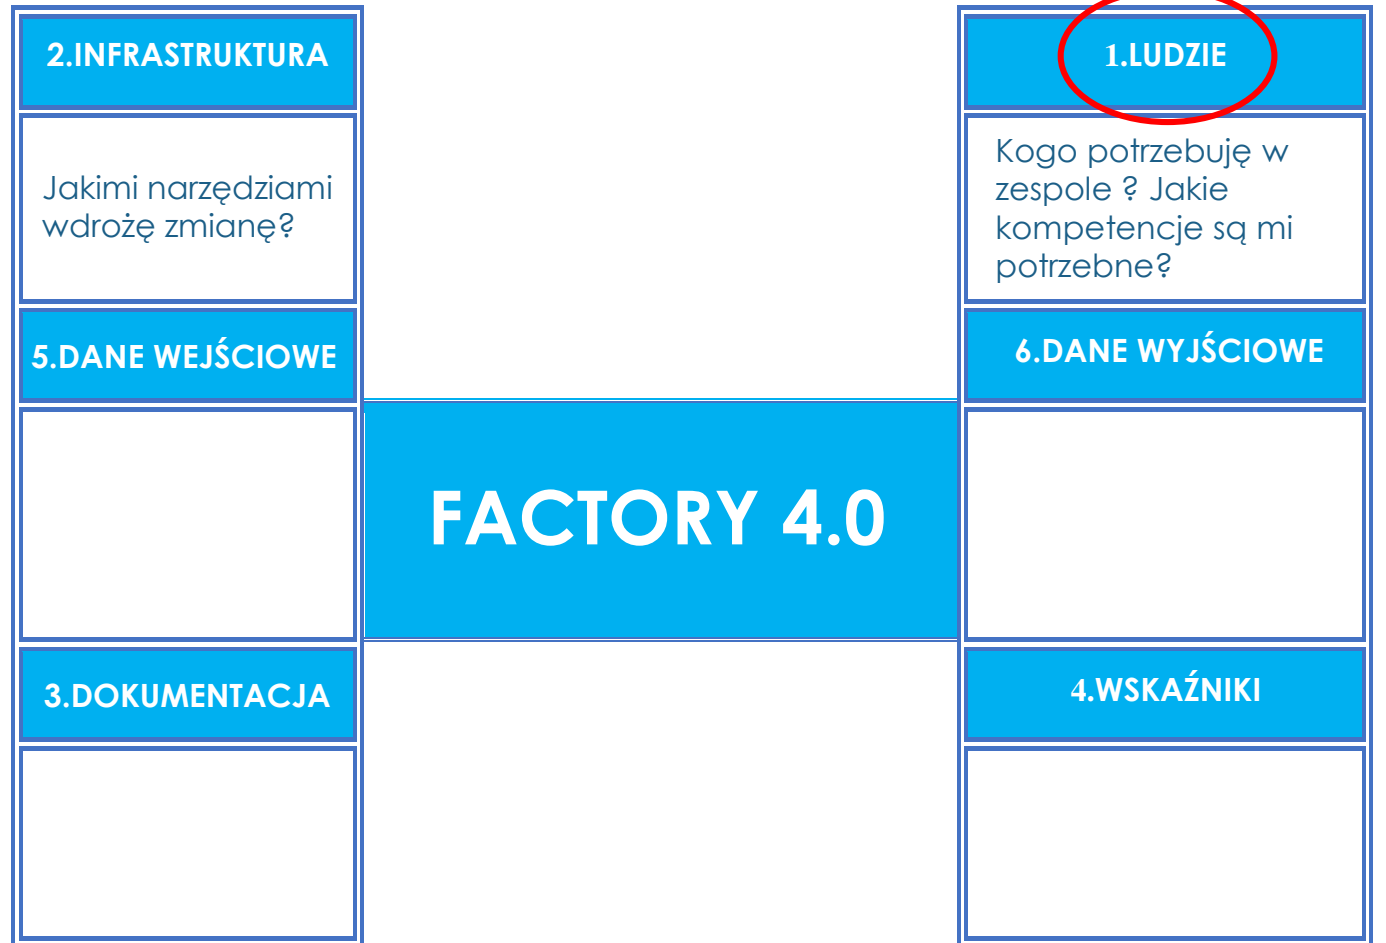 2.INFRASTRUKTURA
Jakimi narzędziami
wdrożę zmianę?
5.DANE WEJŚCIOWE
3.DOKUMENTACJA
FACTORY 4.0
1.LUDZIE
Kogo potrzebuję w
zespole ? Jakie
kompetencje są mi
potrzebne?
6.DANE WYJŚCIOWE
4.WSKAŹNIKI